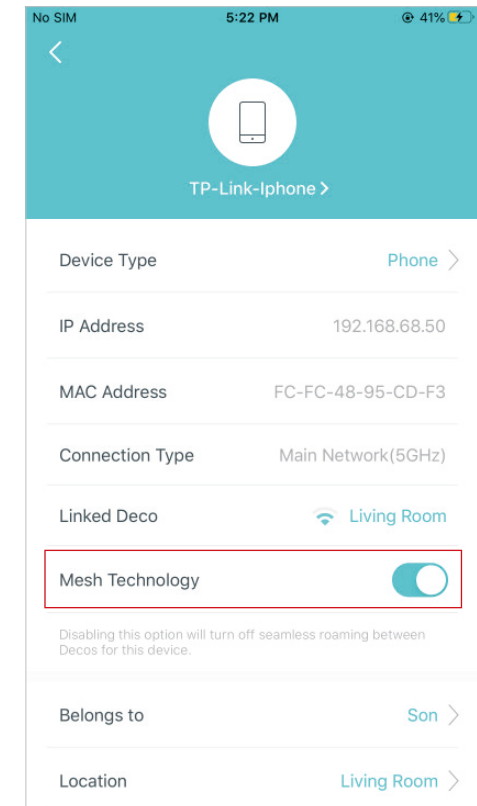 No SIM 5:22 PM 41%
TP-Link-Iphone >
Device Type Phone >
IP Address 192.168.68.50
MAC Address FC-FC-48-95-CD-F3
Connection Type Main Network(5GHz)
Linked Deco Living Room
Mesh Technology
Disabling this option will turn off seamless roaming between
Decos for this device.
Belongs to Son >
Location Living Room >